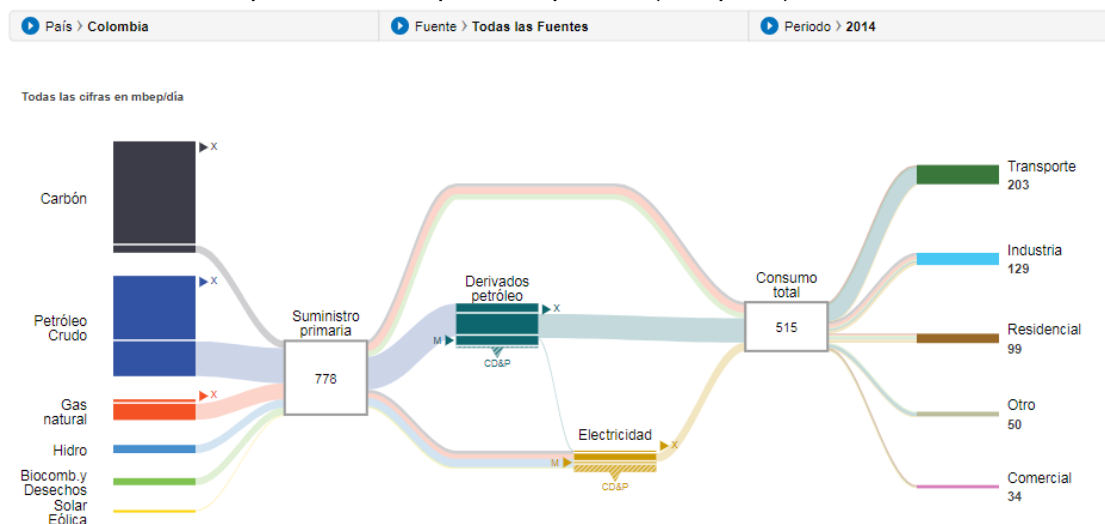 País > Colombia
Fuente > Todas las Fuentes
Periodo > 2014
Todas las cifras en mbep/día
Carbón
X
Petróleo
Crudo
X
Gas
natural
X
Hidro
Biocomb.y
Desechos
Solar
Eólica
Suministro
primaria
778
Derivados
petróleo
X
M
CD&P
Electricidad
X
M
CD&P
Consumo
total
515
Transporte
203
Industria
129
Residencial
99
Otro
50
Comercial
34